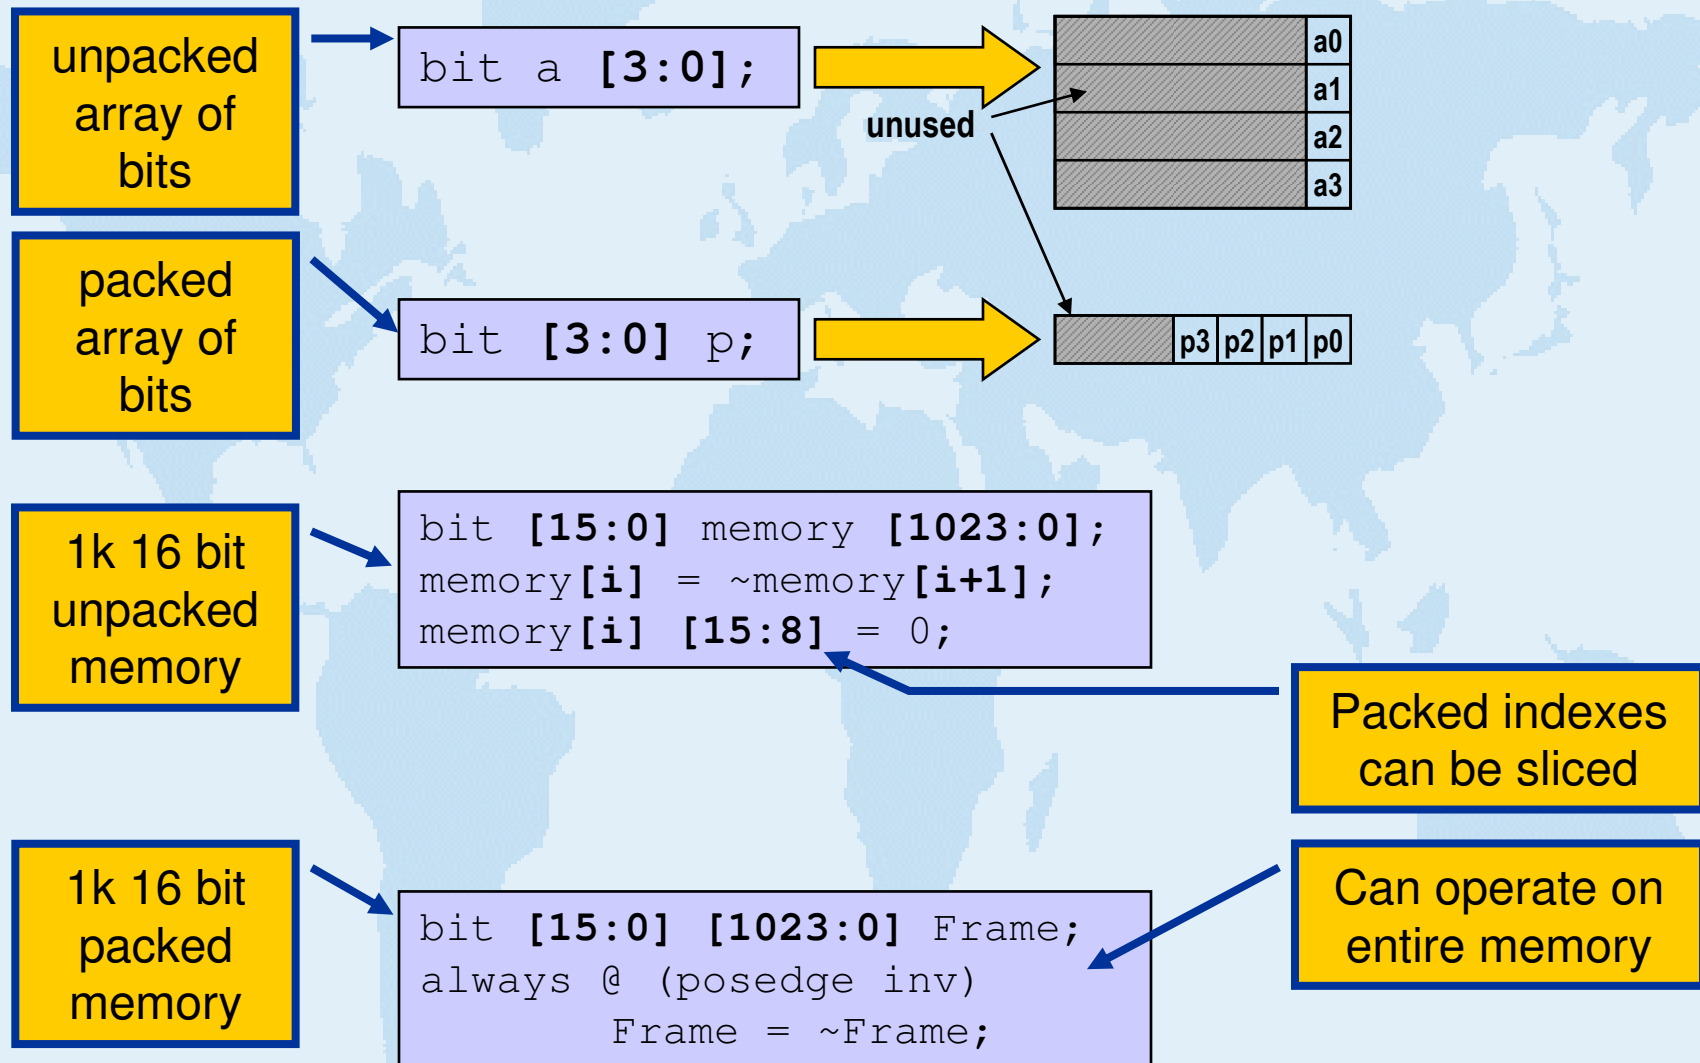 unpacked
array of
bits
bit a [3:0];
unused
a0
a1
a2
a3
packed
array of
bits
bit [3:0] p;
p3 p2 p1 p0
1k 16 bit
unpacked
memory
bit [15:0] memory [1023:0];
memory[i] = ~memory[i+1];
memory[i] [15:8] = 0;
Packed indexes
can be sliced
1k 16 bit
packed
memory
bit [15:0] [1023:0] Frame;
always @ (posedge inv)
Frame = ~Frame;
Can operate on
entire memory